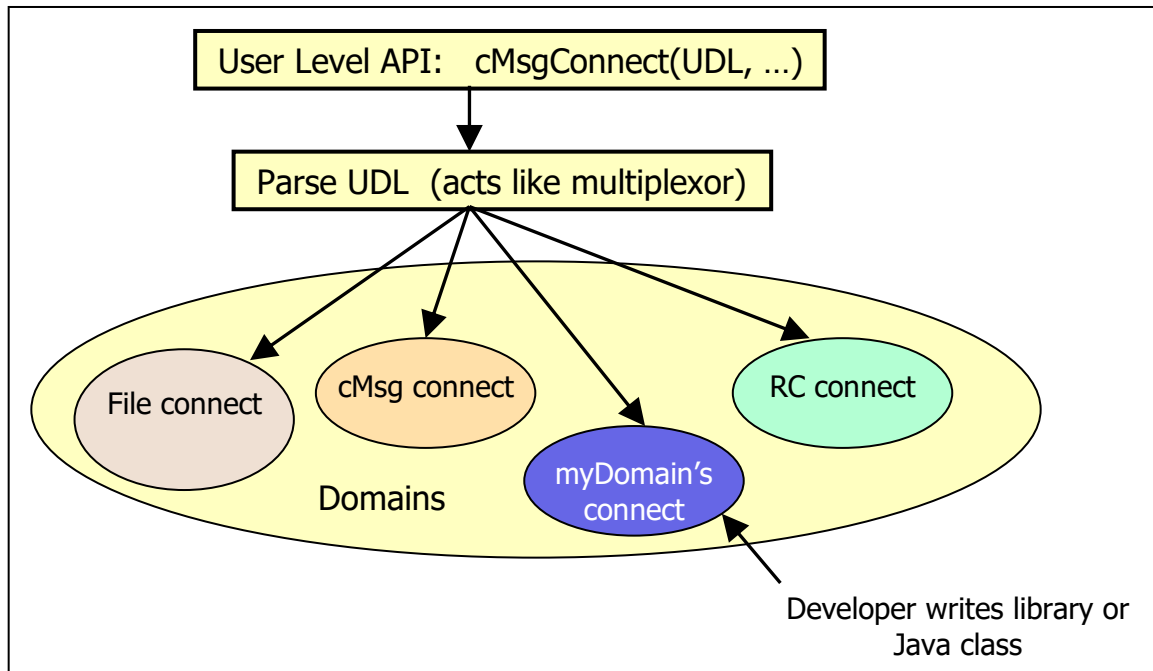 User Level API: cMsgConnect(UDL, …)
Parse UDL (acts like multiplexor)
File connect
cMsg connect
RC connect
myDomain’s
connect
Domains
Developer writes library or
Java class